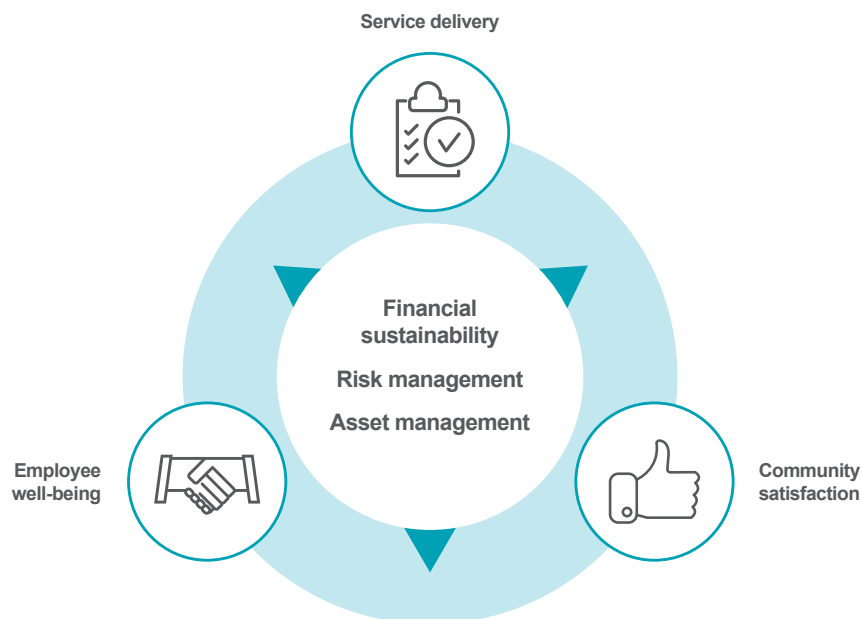 Service delivery
Financial
sustainability
Risk management
Asset management
Employee
well-being
Community
satisfaction